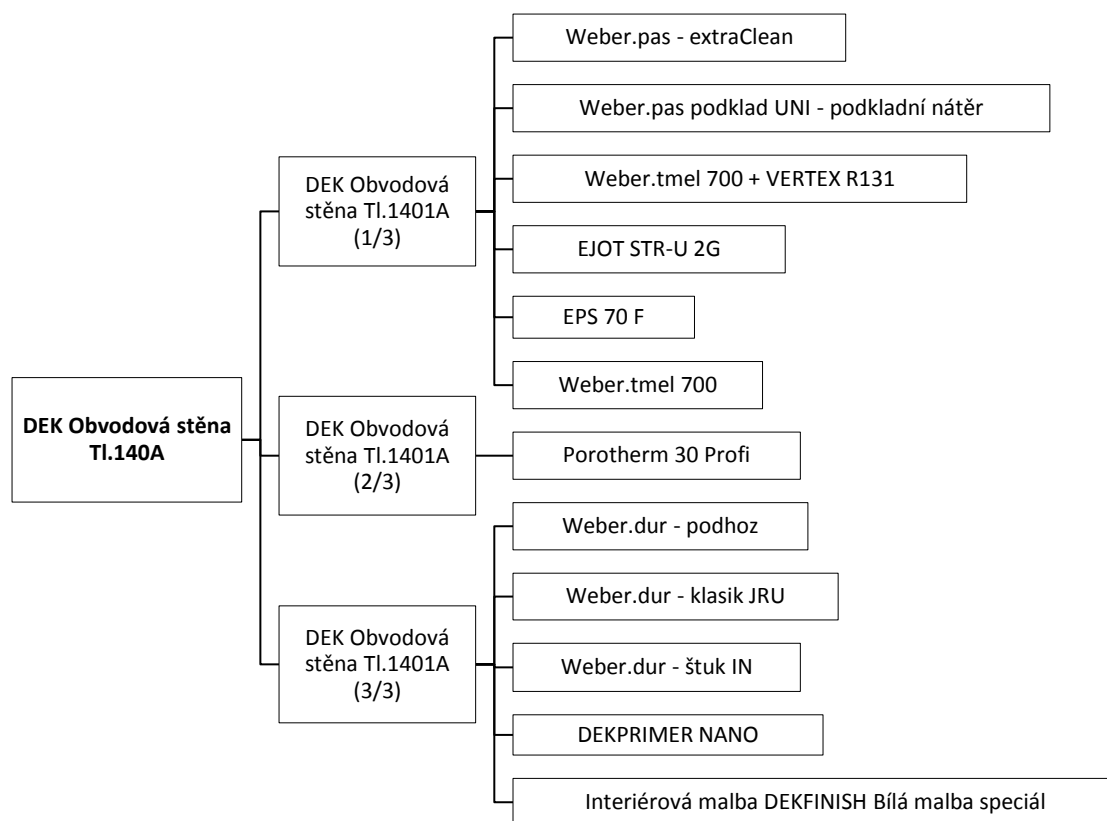 DEK Obvodová stěna
Tl.140A
DEK Obvodová
stěna Tl.1401A
(1/3)
Weber.pas - extraClean
Weber.pas podklad UNI - podkladní nátěr
Weber.tmel 700 + VERTEX R131
EJOT STR-U 2G
EPS 70 F
Weber.tmel 700
DEK Obvodová
stěna Tl.1401A
(2/3)
Porotherm 30 Profi
DEK Obvodová
stěna Tl.1401A
(3/3)
Weber.dur - podhoz
Weber.dur - klasik JRU
Weber.dur - štuk IN
DEKPRIMER NANO
Interiérová malba DEKFINISH Bílá malba speciál